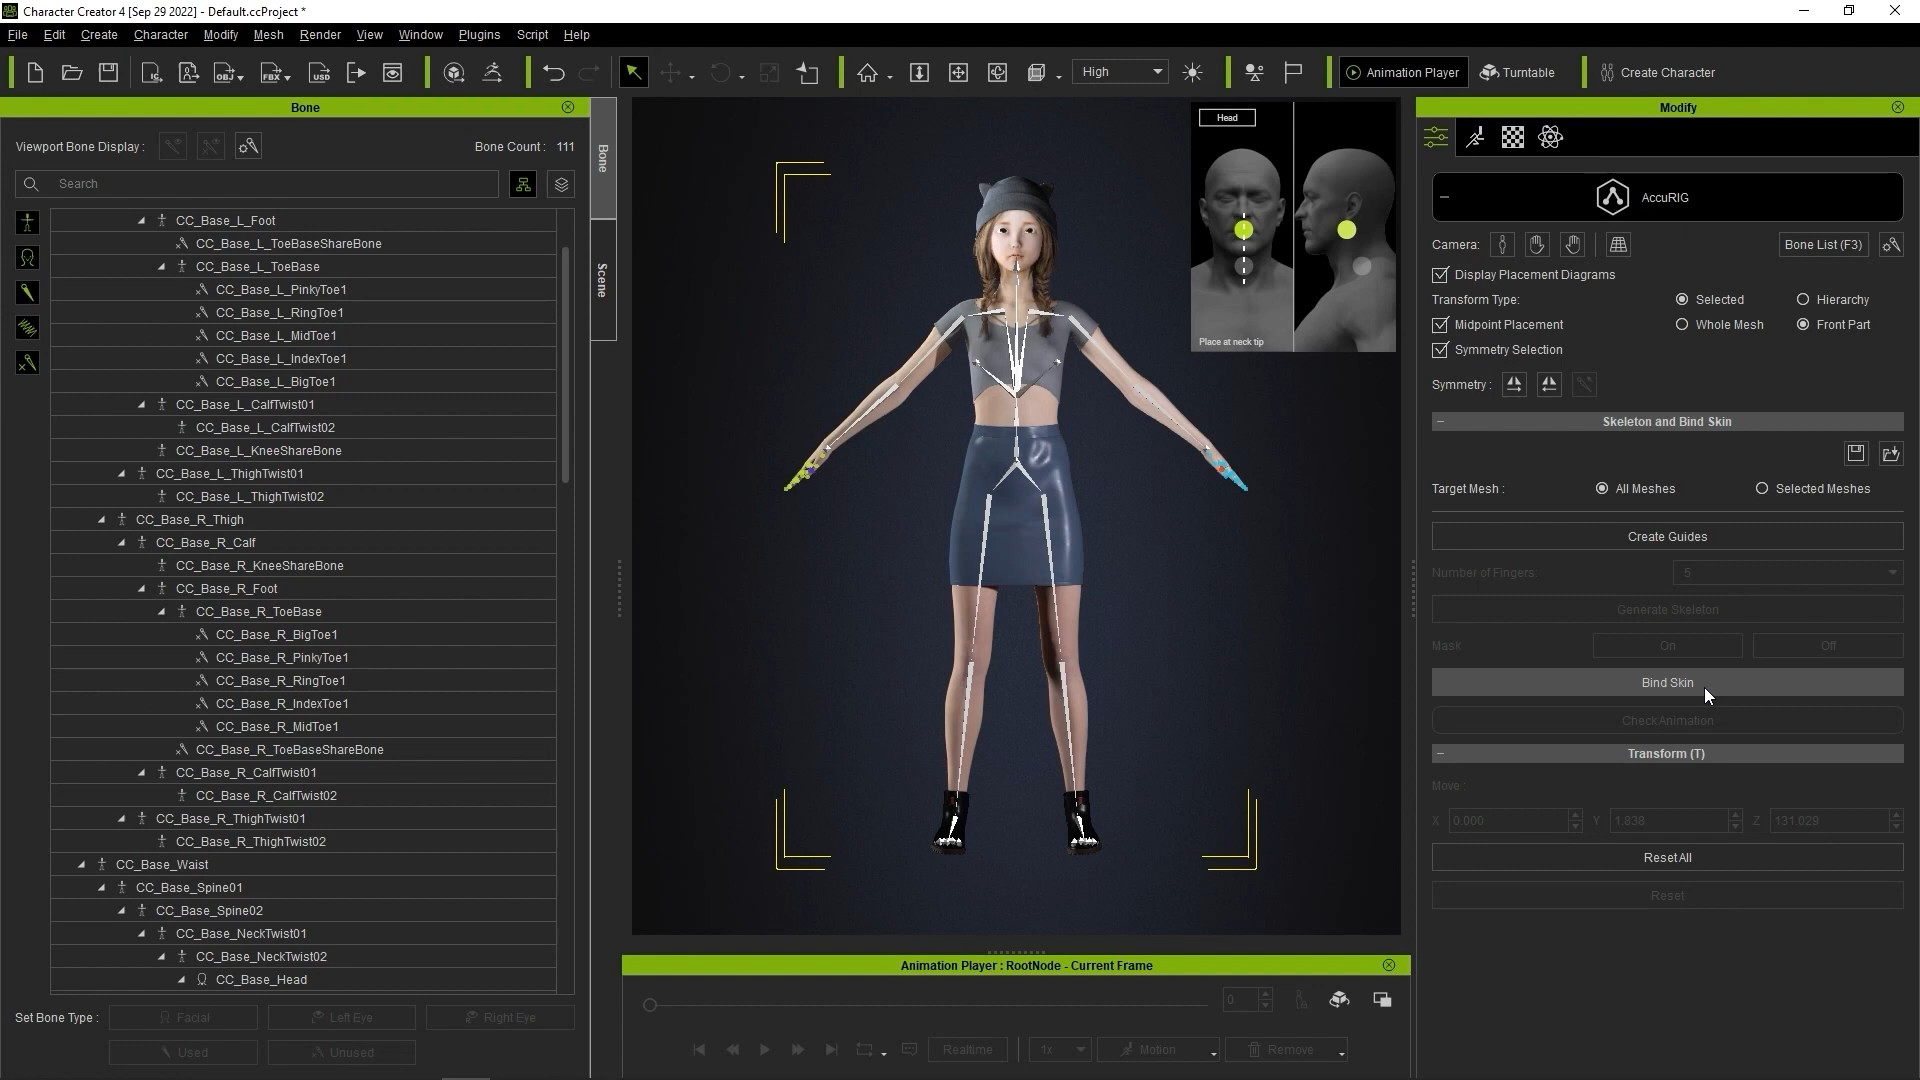 Character Creator 4 [Sep 29 2022] - Default.ccProject *
File Edit Create Character Modify Mesh Render View Window Plugins Script Help
High
Animation Player
Turntable
Create Character
Bone
Viewport Bone Display :
Bone Count : 111
Search
CC_Base_L_Foot
CC_Base_L_ToeBaseShareBone
CC_Base_L_ToeBase
CC_Base_L_PinkyToe1
CC_Base_L_RingToe1
CC_Base_L_MidToe1
CC_Base_L_IndexToe1
CC_Base_L_BigToe1
CC_Base_L_CalfTwist01
CC_Base_L_CalfTwist02
CC_Base_L_KneeShareBone
CC_Base_L_ThighTwist01
CC_Base_L_ThighTwist02
CC_Base_R_Thigh
CC_Base_R_Calf
CC_Base_R_KneeShareBone
CC_Base_R_Foot
CC_Base_R_ToeBase
CC_Base_R_BigToe1
CC_Base_R_PinkyToe1
CC_Base_R_RingToe1
CC_Base_R_IndexToe1
CC_Base_R_MidToe1
CC_Base_R_ToeBaseShareBone
CC_Base_R_CalfTwist01
CC_Base_R_CalfTwist02
CC_Base_R_ThighTwist01
CC_Base_R_ThighTwist02
CC_Base_Waist
CC_Base_Spine01
CC_Base_Spine02
CC_Base_NeckTwist01
CC_Base_NeckTwist02
CC_Base_Head
Set Bone Type :
Facial
Left Eye
Right Eye
Used
Unused
Bone
Scene
Head
Place at neck tip
Animation Player : RootNode - Current Frame
0
Realtime
1x
Motion
Remove
Modify
AccuRIG
Camera:
Bone List (F3)
Display Placement Diagrams
Transform Type:
Selected
Hierarchy
Midpoint Placement
Whole Mesh
Front Part
Symmetry Selection
Symmetry :
Skeleton and Bind Skin
Target Mesh :
All Meshes
Selected Meshes
Create Guides
Number of Fingers:
5
Generate Skeleton
Mask
On
Off
Bind Skin
Check Animation
Transform (T)
Move :
X 0.000 Y 1.838 Z 131.029
Reset All
Reset